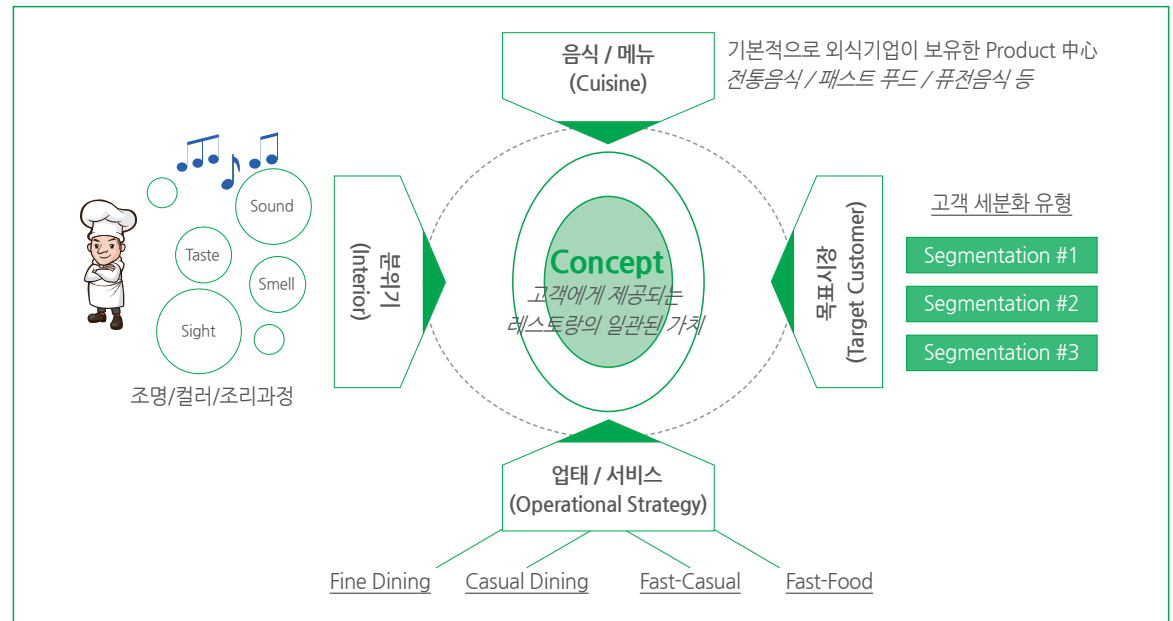 음식 / 메뉴
(Cuisine)
기본적으로 외식기업이 보유한 Product 中心
전통음식 / 패스트 푸드 / 퓨전음식 등
Sound
Taste
Smell
Sight
조명/컬러/조리과정
분위기
(Interior)
Concept
고객에게 제공되는
레스토랑의 일관된 가치
목표시장
(Target Customer)
고객 세분화 유형
Segmentation #1
Segmentation #2
Segmentation #3
업태 / 서비스
(Operational Strategy)
Fine Dining
Casual Dining
Fast-Casual
Fast-Food